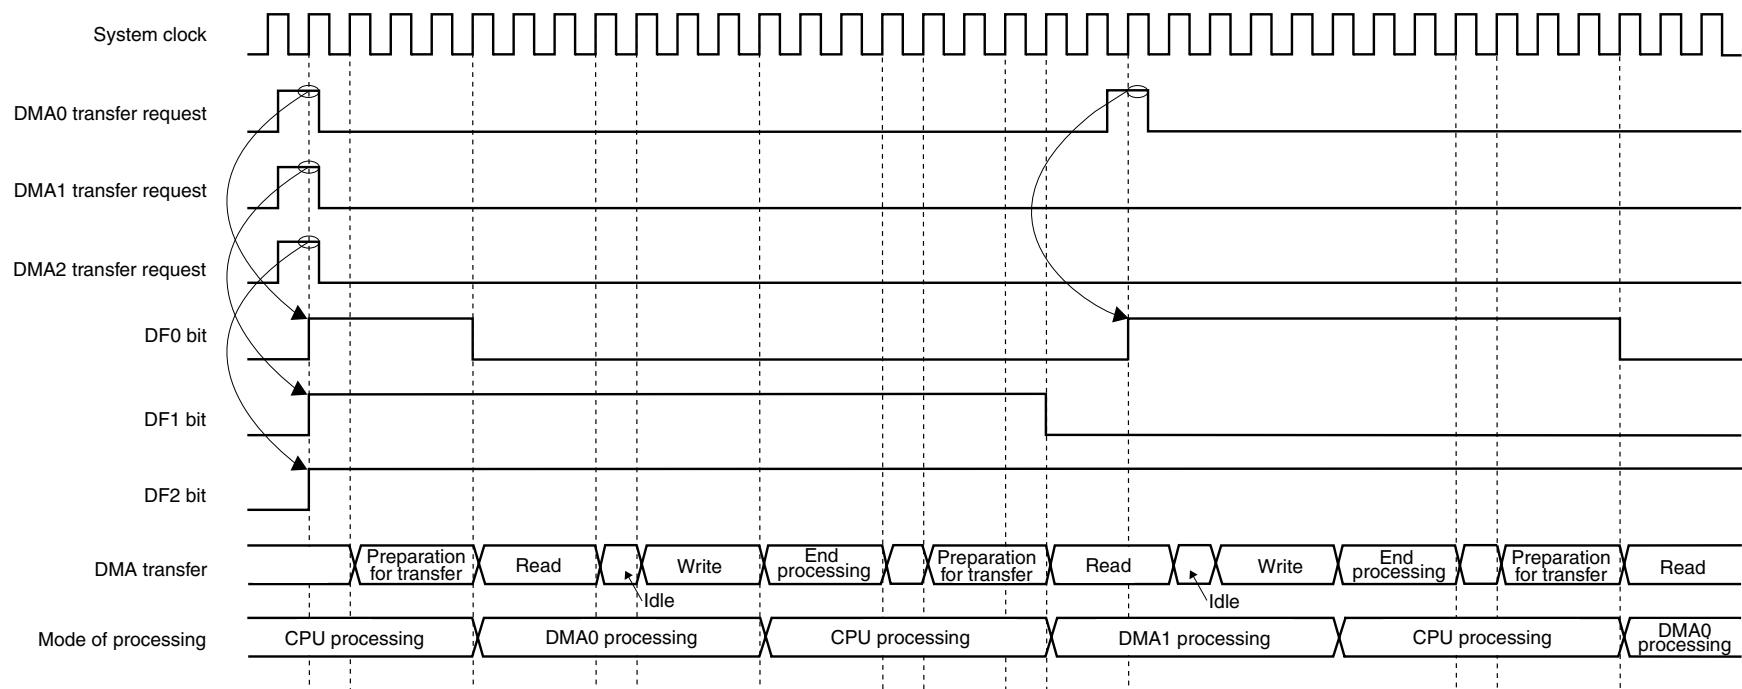 System clock
DMA0 transfer request
DMA1 transfer request
DMA2 transfer request
DF0 bit
DF1 bit
DF2 bit
DMA transfer
Preparation
for transfer
Read
Idle
Write
End
processing
Preparation
for transfer
Read
Idle
Write
End
processing
Preparation
for transfer
Read
Mode of processing
CPU processing
DMA0 processing
CPU processing
DMA1 processing
CPU processing
DMA0
processing